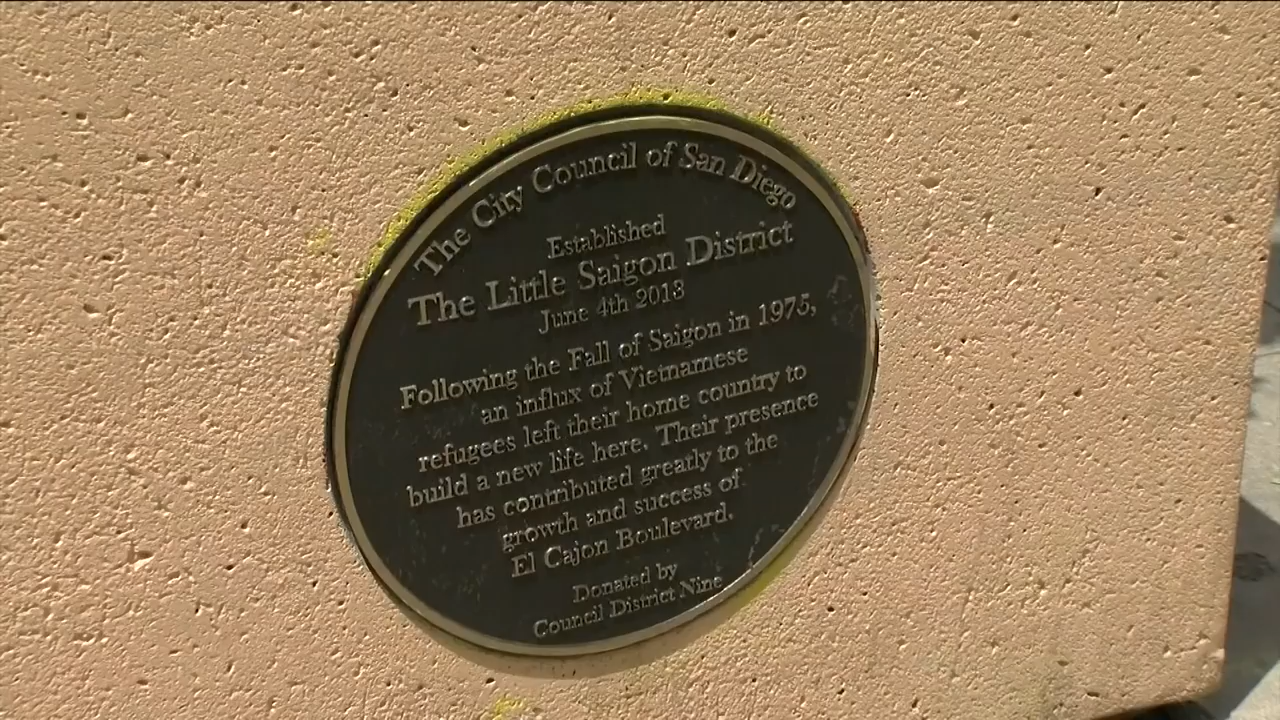 The City Council of San Diego
Established
The Little Saigon District
June 4th 2013
Following the Fall of Saigon in 1975,
an influx of Vietnamese
refugees left their home country to
build a new life here. Their presence
has contributed greatly to the
growth and success of
El Cajon Boulevard.
Donated by
Council District Nine